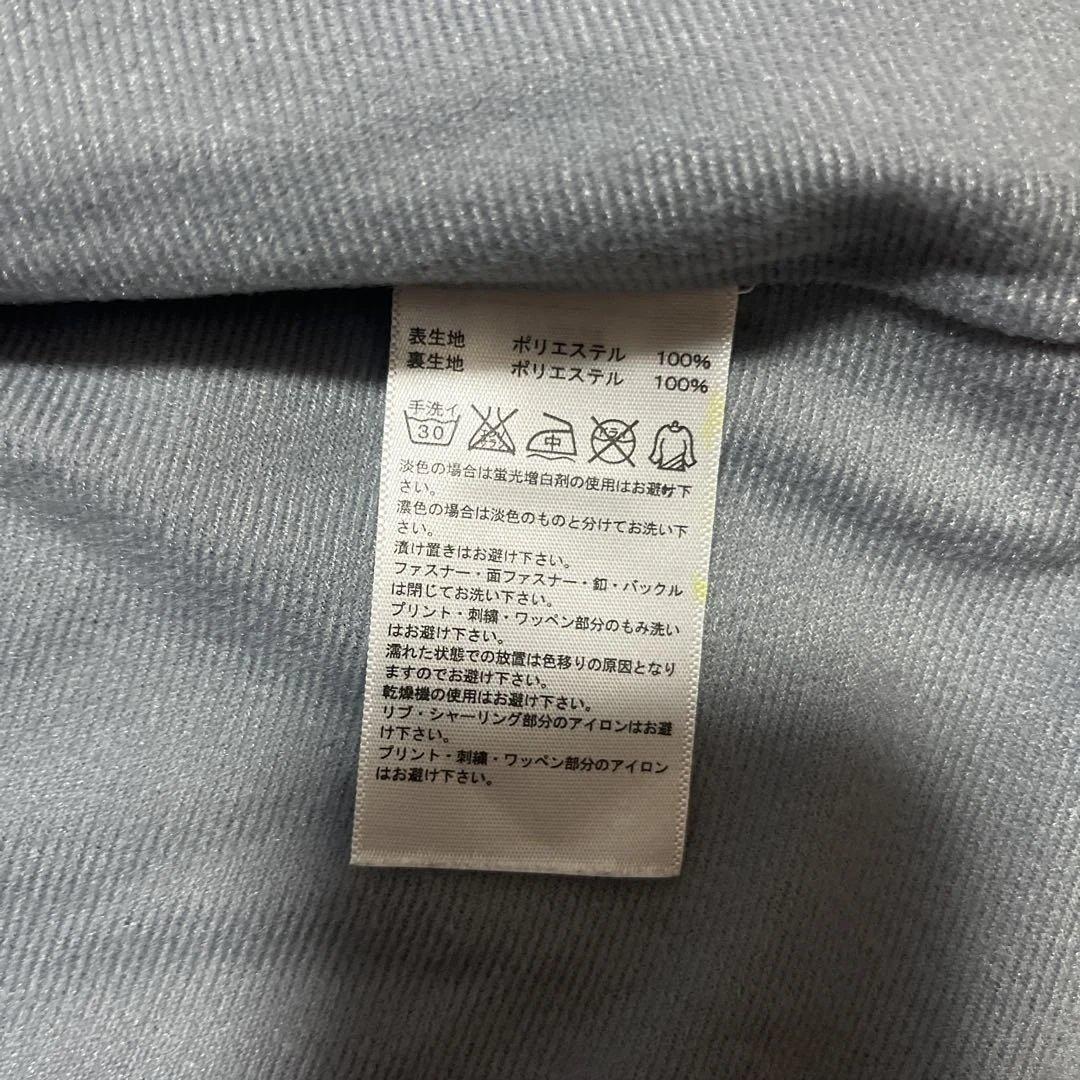 表生地 ポリエステル 100%
裏生地 ポリエステル 100%
手洗イ
30
中
淡色の場合は蛍光増白剤の使用はお避け下
さい。
濃色の場合は淡色のものと分けてお洗い下
さい。
漬け置きはお避け下さい。
ファスナー・面ファスナー・釦・バックル
は閉じてお洗い下さい。
プリント・刺繍・ワッペン部分のもみ洗い
はお避け下さい。
濡れた状態での放置は色移りの原因となり
ますのでお避け下さい。
乾燥機の使用はお避け下さい。
リブ・シャーリング部分のアイロンはお避
け下さい。
プリント・刺繍・ワッペン部分のアイロン
はお避け下さい。